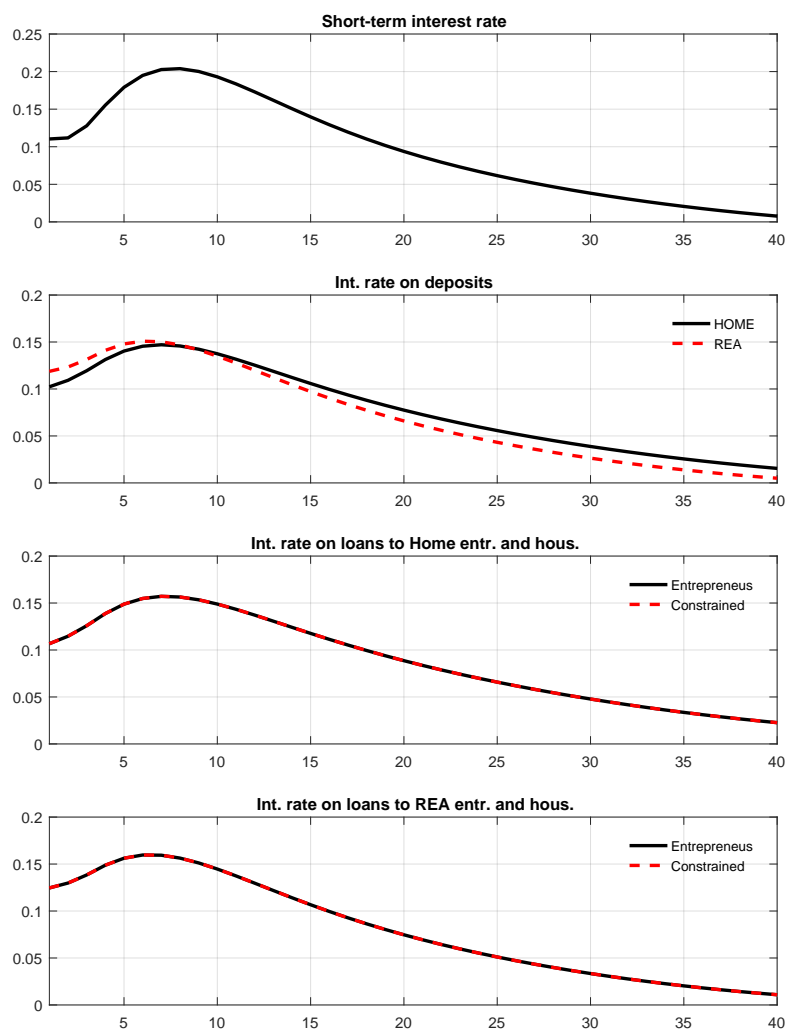 Short-term interest rate
0.25
0.2
0.15
0.1
0.05
0
5 10 15 20 25 30 35 40
Int. rate on deposits
0.2
HOME
0.15
REA
0.1
0.05
0
5 10 15 20 25 30 35 40
Int. rate on loans to Home entr. and hous.
0.2
Entrepreneus
0.15
Constrained
0.1
0.05
0
5 10 15 20 25 30 35 40
Int. rate on loans to REA entr. and hous.
0.2
Entrepreneus
0.15
Constrained
0.1
0.05
0
5 10 15 20 25 30 35 40